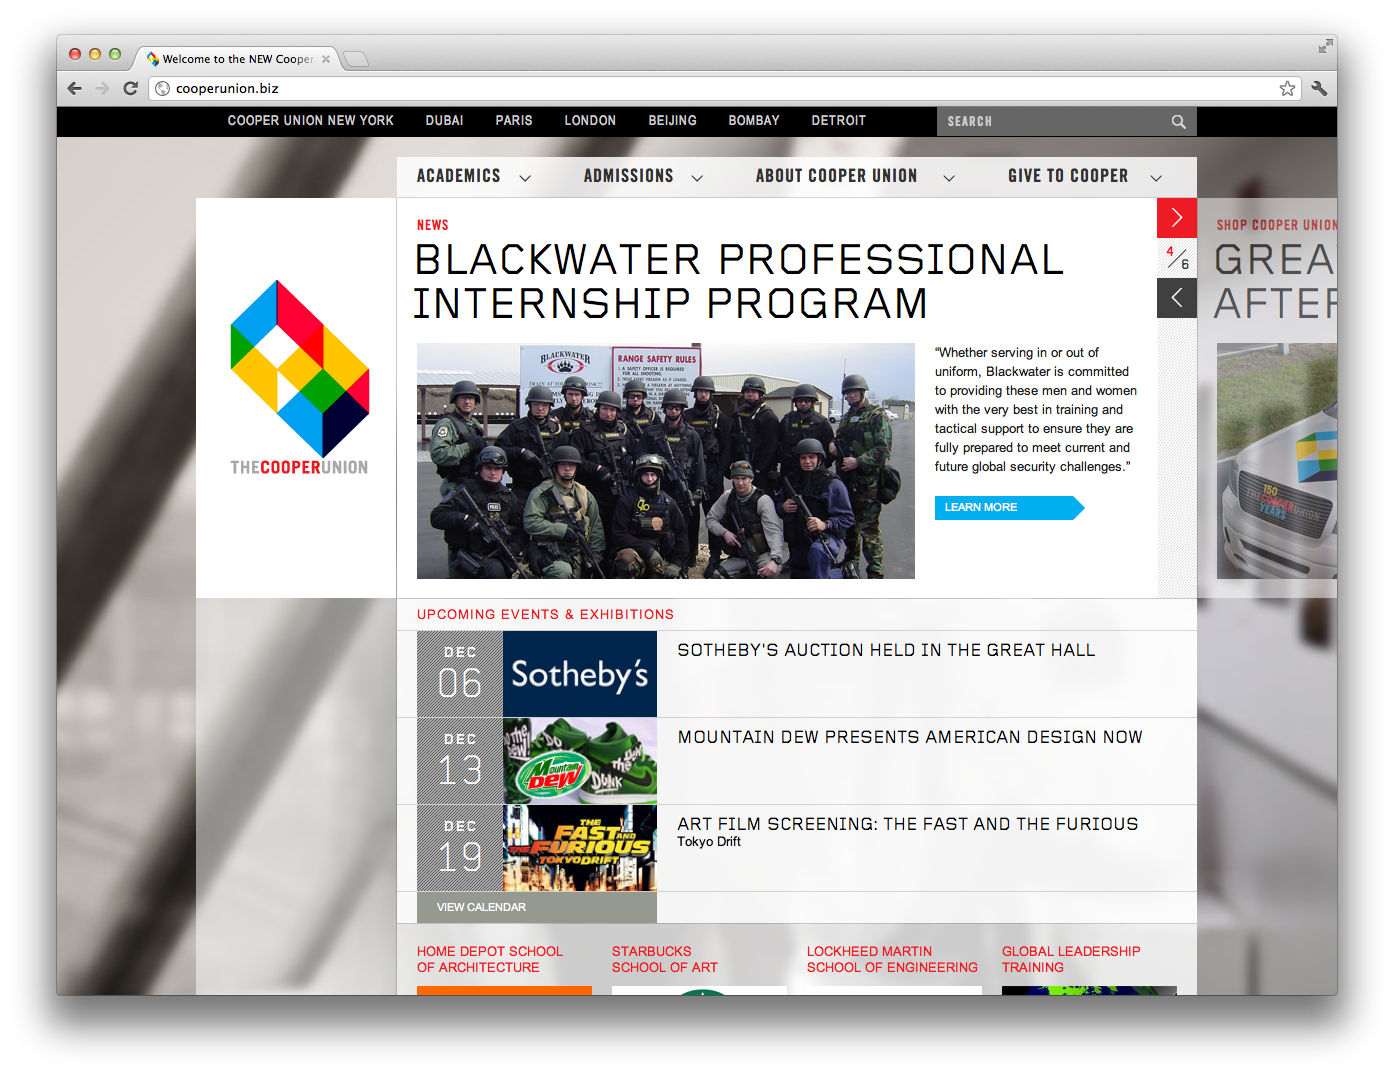 Welcome to the NEW Cooper
cooperunion.biz
COOPER UNION NEW YORK DUBAI PARIS LONDON BEIJING BOMBAY DETROIT SEARCH
ACADEMICS ADMISSIONS ABOUT COOPER UNION GIVE TO COOPER
NEWS
BLACKWATER PROFESSIONAL
INTERNSHIP PROGRAM
4/6
SHOP COOPER UNION
GREA
AFTER
THECOOPERUNION
BLACKWATER
RANGE SAFETY RULES
“Whether serving in or out of
uniform, Blackwater is committed
to providing these men and women
with the very best in training and
tactical support to ensure they are
fully prepared to meet current and
future global security challenges.”
LEARN MORE
150
THECOOPERUNION
YEARS
UPCOMING EVENTS & EXHIBITIONS
DEC
06
Sotheby's
SOTHEBY'S AUCTION HELD IN THE GREAT HALL
DEC
13
Mountain
DEW
DUNK
MOUNTAIN DEW PRESENTS AMERICAN DESIGN NOW
DEC
19
THE
FAST AND
THE FURIOUS
TOKYO DRIFT
ART FILM SCREENING: THE FAST AND THE FURIOUS
Tokyo Drift
VIEW CALENDAR
HOME DEPOT SCHOOL
OF ARCHITECTURE
STARBUCKS
SCHOOL OF ART
LOCKHEED MARTIN
SCHOOL OF ENGINEERING
GLOBAL LEADERSHIP
TRAINING